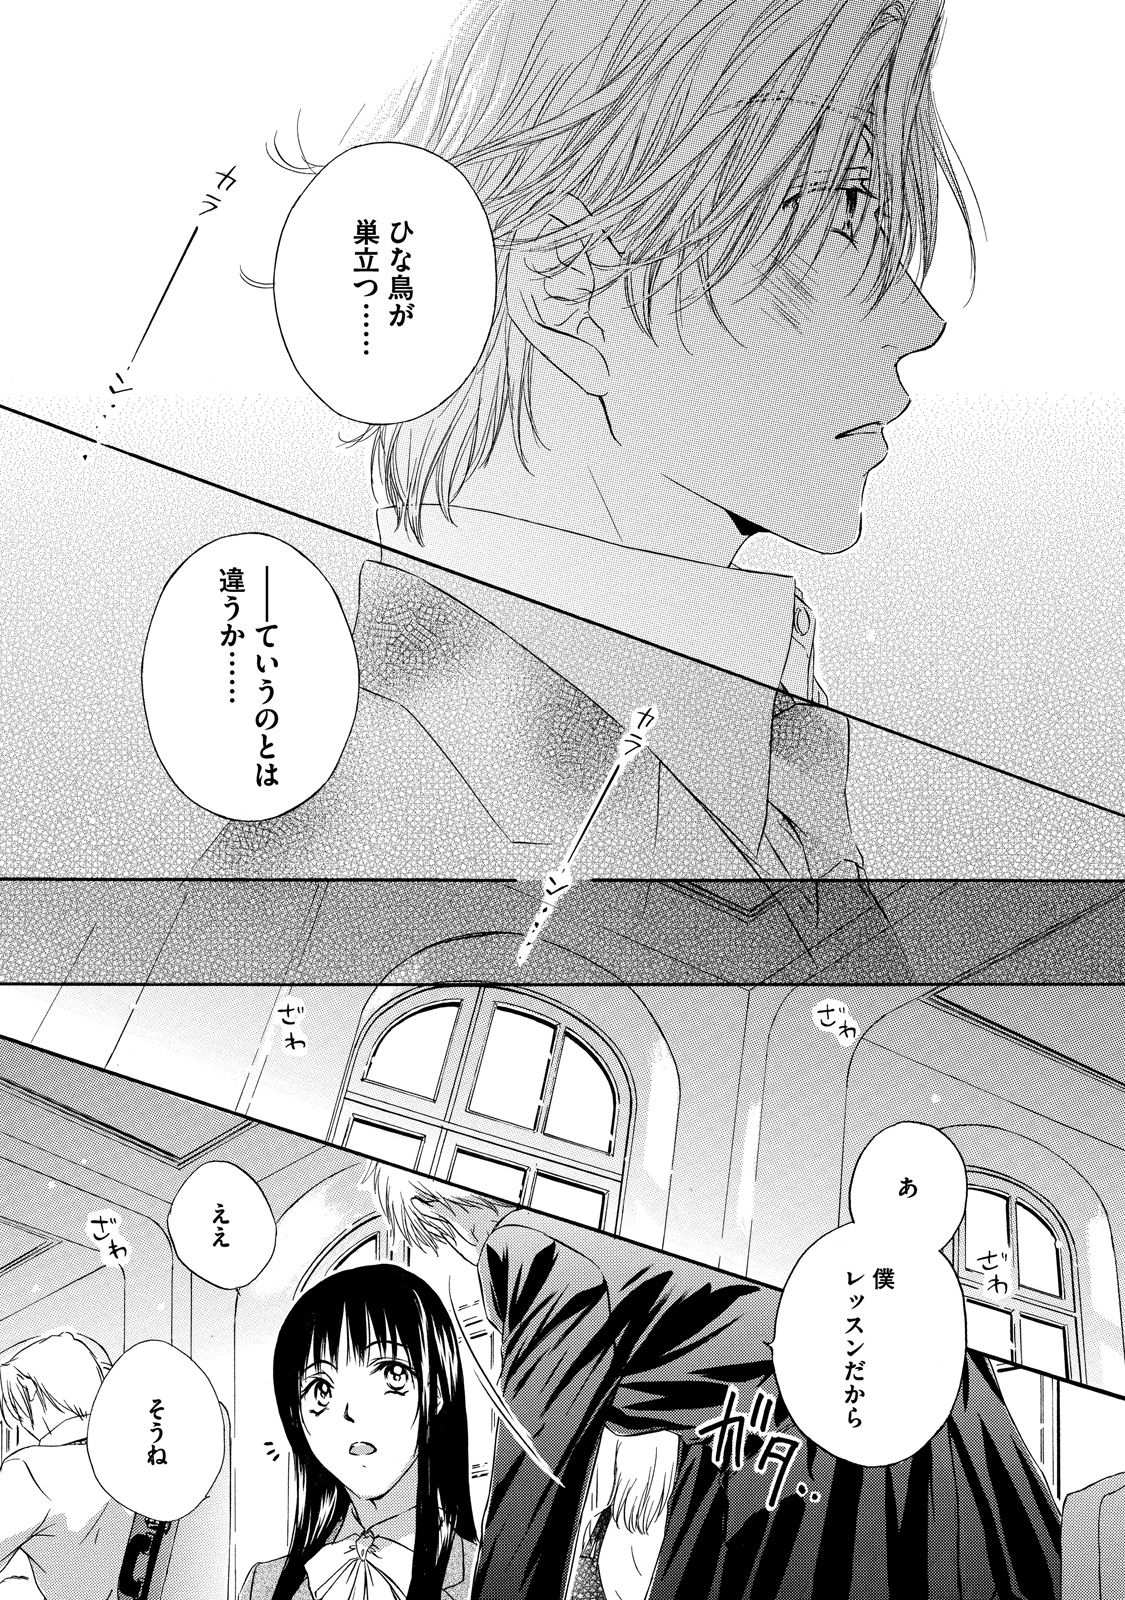 ひな鳥が
巣立つ……
カラ
ン
――ていうのとは
違うか……
カラ
ン
ざわ
ざわ
あ
僕
レッスンだから
ざわ
ガタ‥
ええ
ざわ
そうね